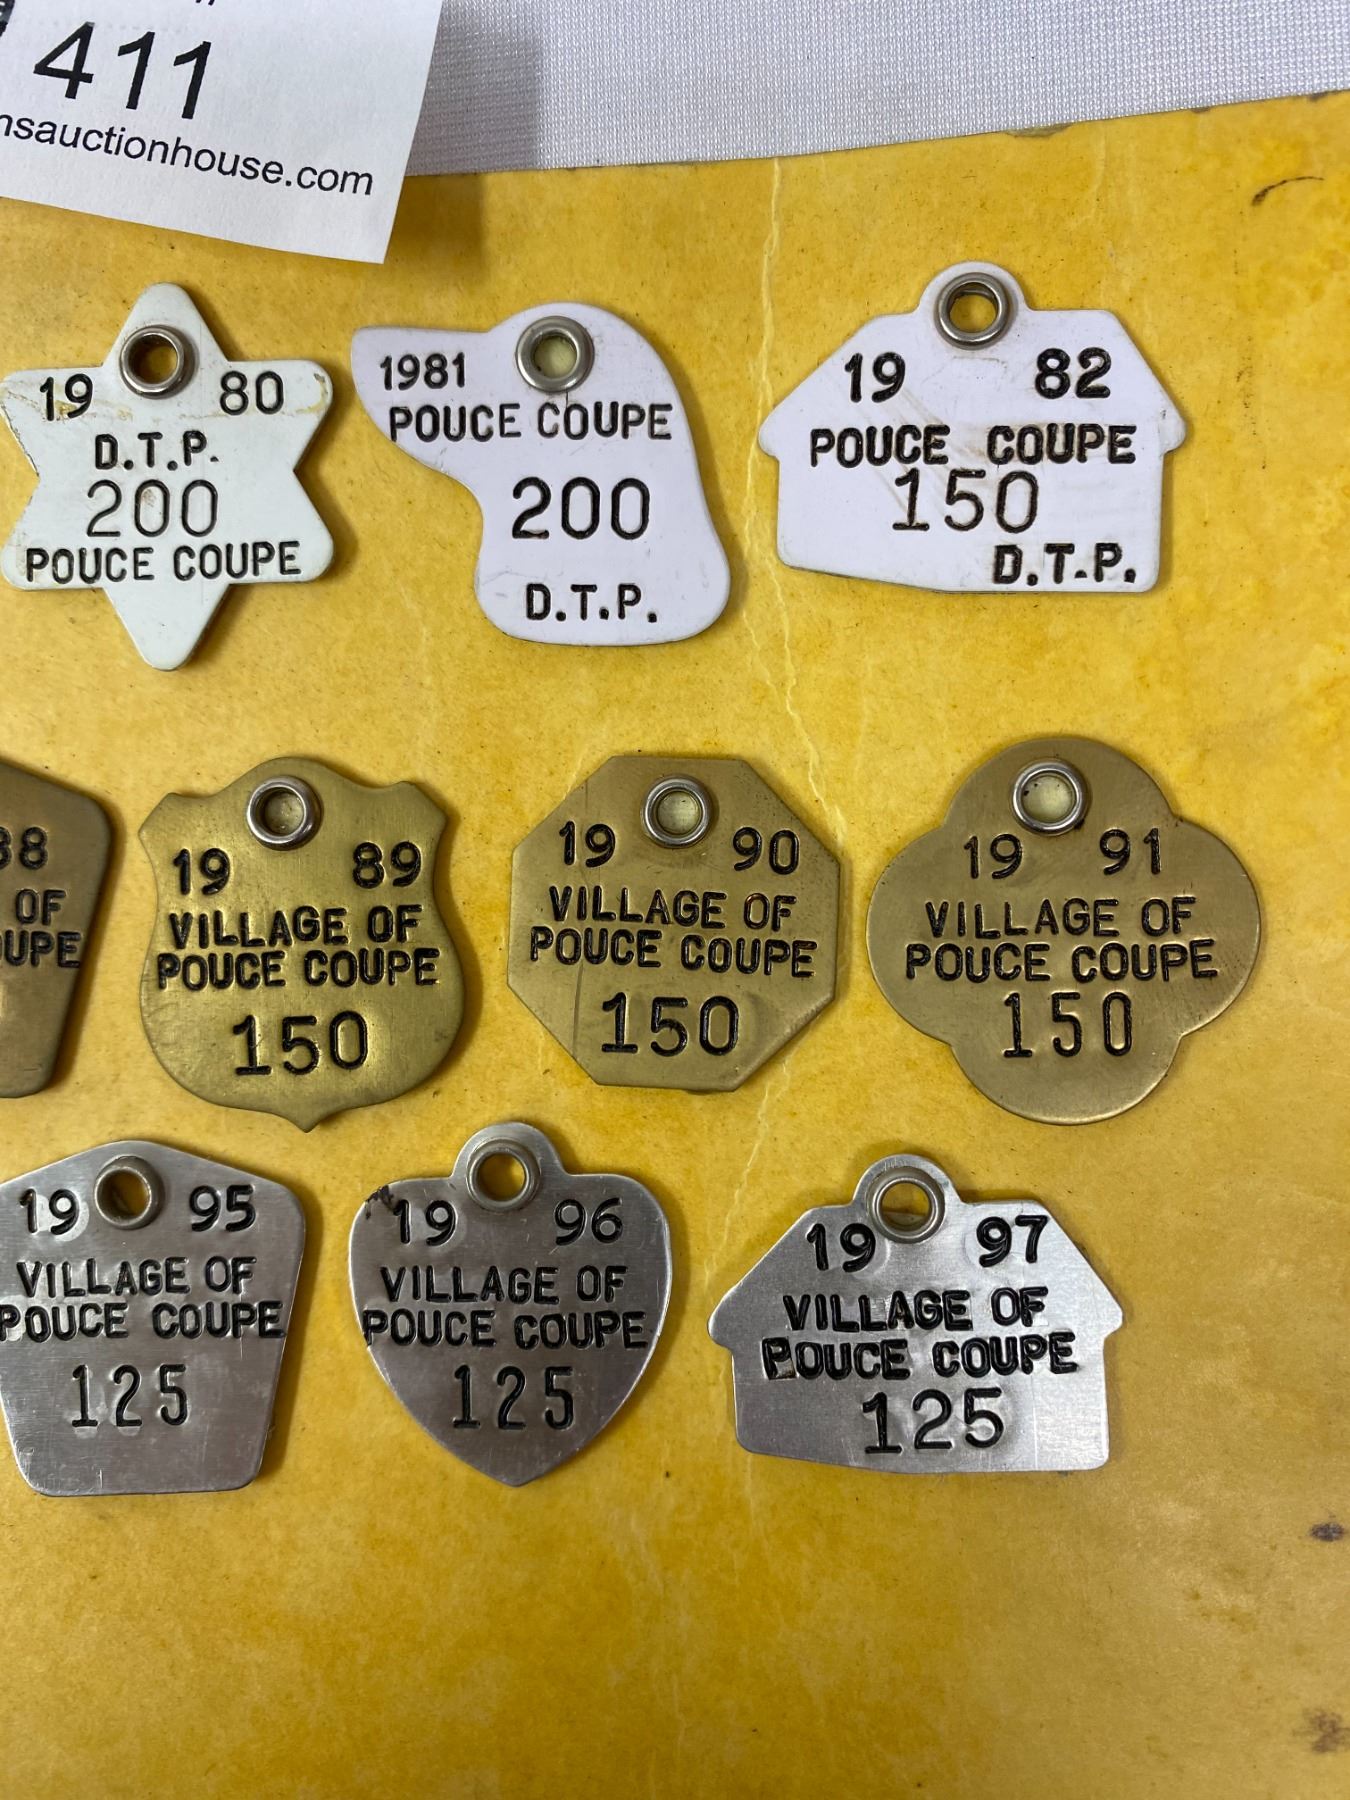 411
nsauctionhouse.com
19 80
D.T.P.
200
POUCE COUPE
1981
POUCE COUPE
200
D.T.P.
19 82
POUCE COUPE
150
D.T.P.
88
OF
OUPE
19 89
VILLAGE OF
POUCE COUPE
150
19 90
VILLAGE OF
POUCE COUPE
150
19 91
VILLAGE OF
POUCE COUPE
150
19 95
VILLAGE OF
POUCE COUPE
125
19 96
VILLAGE OF
POUCE COUPE
125
19 97
VILLAGE OF
POUCE COUPE
125